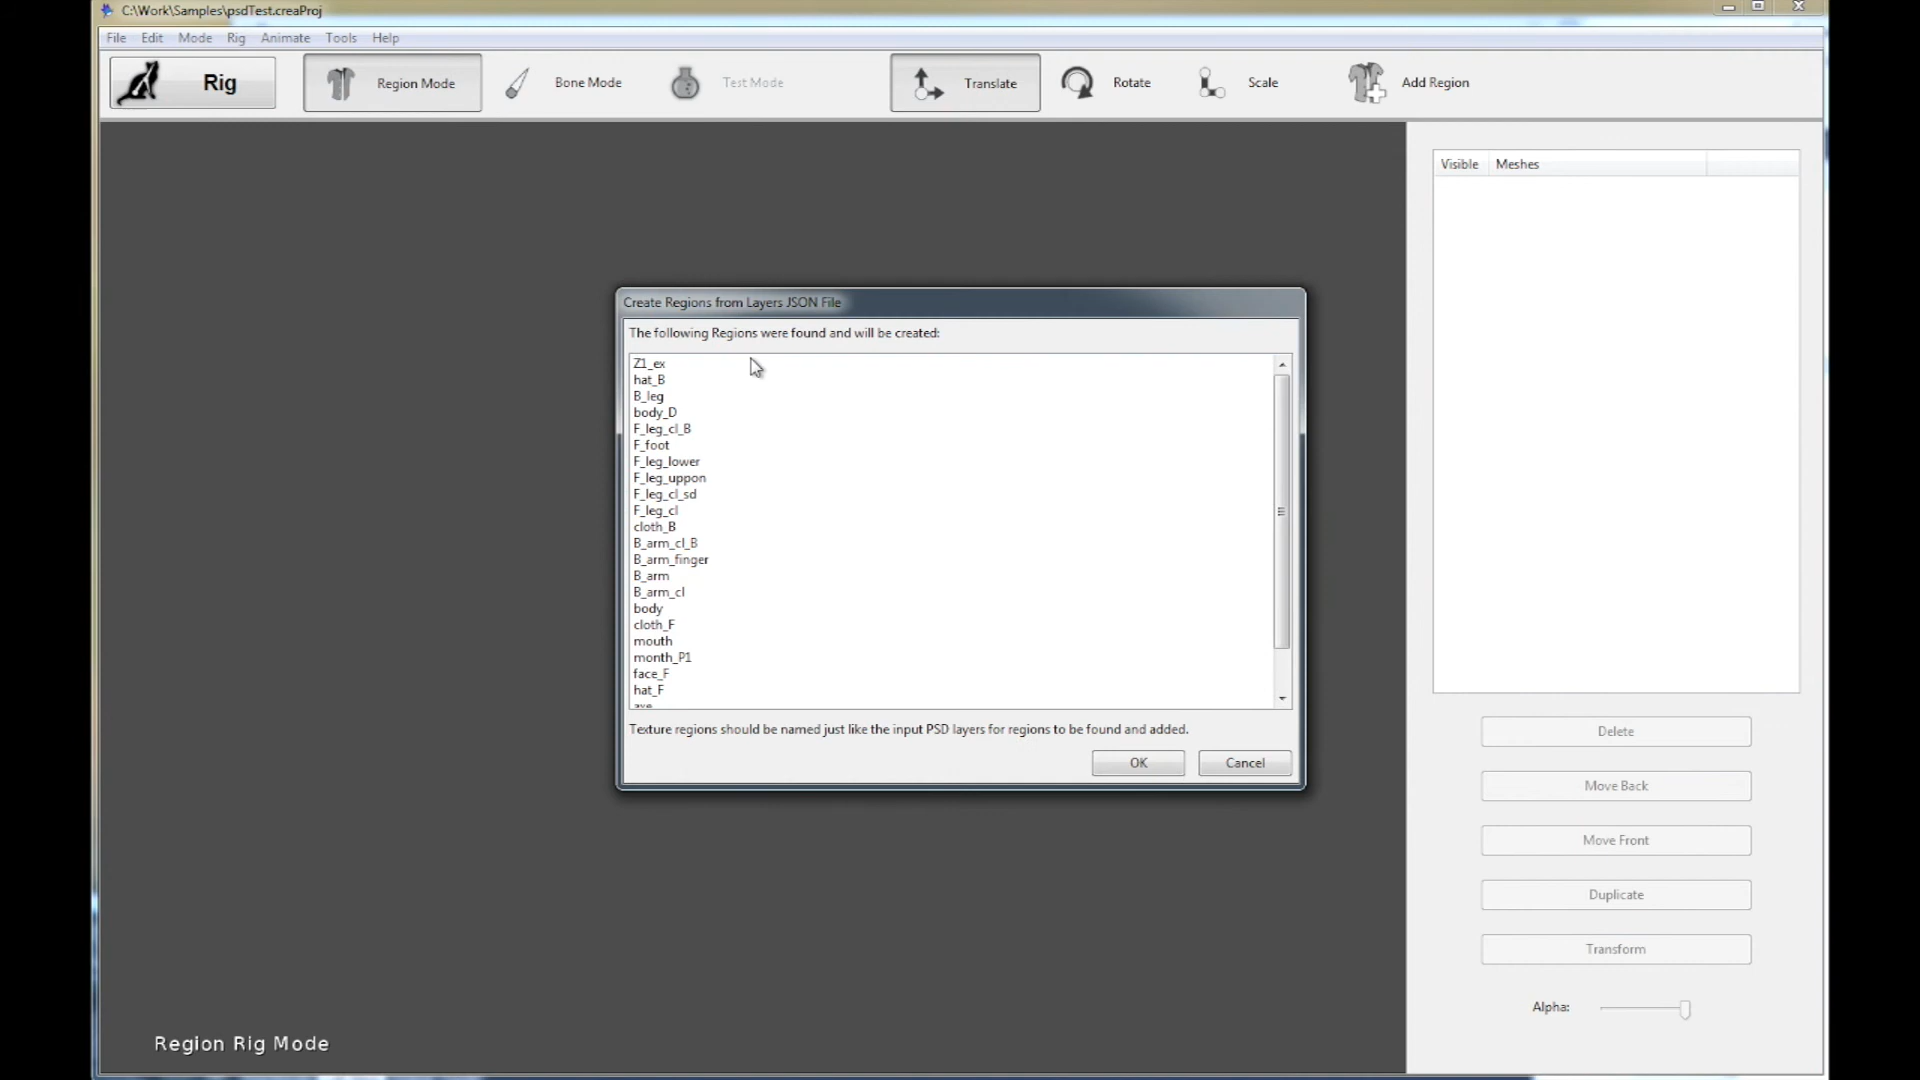 C:\Work\Samples\psdTest.creaProj
File Edit Mode Rig Animate Tools Help
Rig Region Mode Bone Mode Test Mode Translate Rotate Scale Add Region
Visible Meshes
Create Regions from Layers JSON File
The following Regions were found and will be created:
Z1_ex
hat_B
B_leg
body_D
F_leg_cl_B
F_foot
F_leg_lower
F_leg_uppon
F_leg_cl_sd
F_leg_cl
cloth_B
B_arm_cl_B
B_arm_finger
B_arm
B_arm_cl
body
cloth_F
mouth
month_P1
face_F
hat_F
Texture regions should be named just like the input PSD layers for regions to be found and added.
OK Cancel
Delete
Move Back
Move Front
Duplicate
Transform
Alpha:
Region Rig Mode